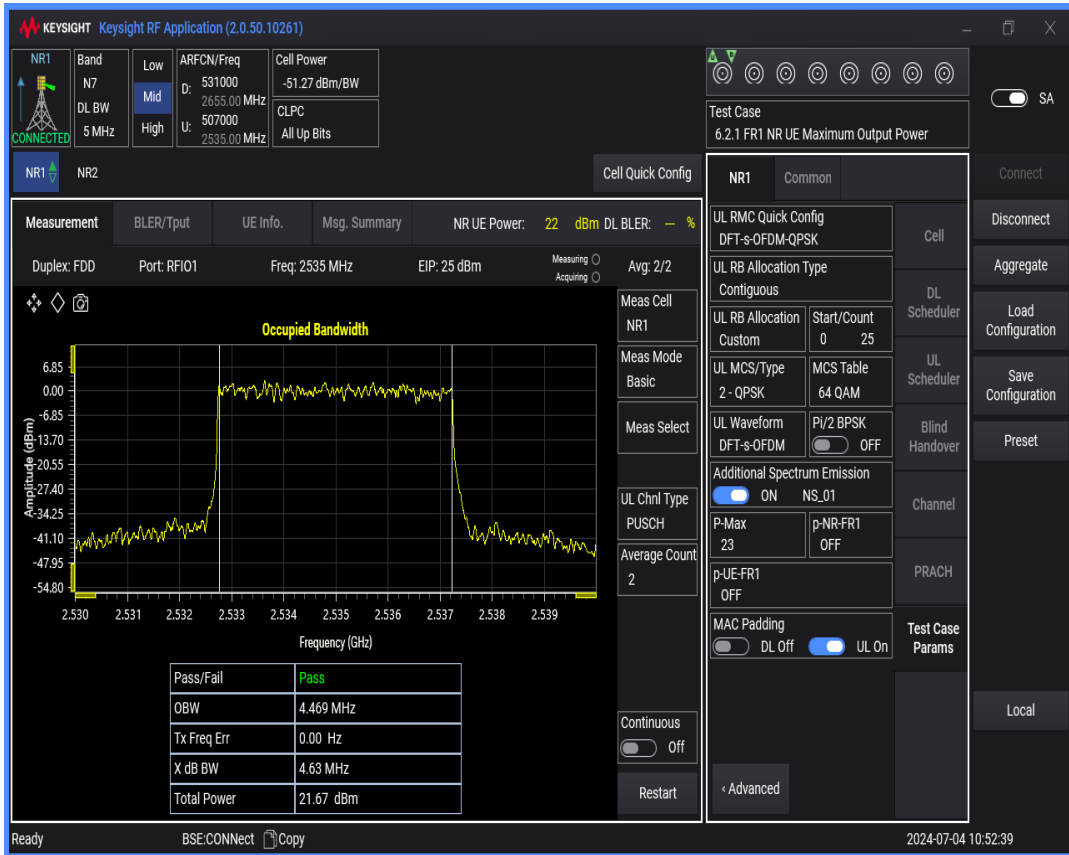 KEYSIGHT Keysight RF Application (2.0.50.10261)
NR1
CONNECTED
Band
N7
DL BW
5 MHz
Low
Mid
High
ARFCN/Freq
D: 531000
2655.00 MHz
U: 507000
2535.00 MHz
Cell Power
-51.27 dBm/BW
CLPC
All Up Bits
Test Case
6.2.1 FR1 NR UE Maximum Output Power
SA
NR1 NR2
Cell Quick Config
Measurement BLER/Tput UE Info. Msg. Summary NR UE Power: 22 dBm DL BLER: --- %
Duplex: FDD Port: RFIO1 Freq: 2535 MHz EIP: 25 dBm Measuring Avg: 2/2
Acquiring
Occupied Bandwidth
Amplitude (dBm)
6.85
0.00
-6.85
-13.70
-20.55
-27.40
-34.25
-41.10
-47.95
-54.80
2.530 2.531 2.532 2.533 2.534 2.535 2.536 2.537 2.538 2.539
Frequency (GHz)
Pass/Fail Pass
OBW 4.469 MHz
Tx Freq Err 0.00 Hz
X dB BW 4.63 MHz
Total Power 21.67 dBm
Meas Cell
NR1
Meas Mode
Basic
Meas Select
UL Chnl Type
PUSCH
Average Count
2
Continuous
Off
Restart
NR1 Common
UL RMC Quick Config
DFT-s-OFDM-QPSK
UL RB Allocation Type
Contiguous
UL RB Allocation Start/Count
Custom 0 25
UL MCS/Type MCS Table
2 - QPSK 64 QAM
UL Waveform Pi/2 BPSK
DFT-s-OFDM OFF
Additional Spectrum Emission
ON NS_01
P-Max p-NR-FR1
23 OFF
p-UE-FR1
OFF
MAC Padding
DL Off UL On
‹ Advanced
Cell
DL
Scheduler
UL
Scheduler
Blind
Handover
Channel
PRACH
Test Case
Params
Connect
Disconnect
Aggregate
Load
Configuration
Save
Configuration
Preset
Local
Ready BSE:CONNect Copy 2024-07-04 10:52:39